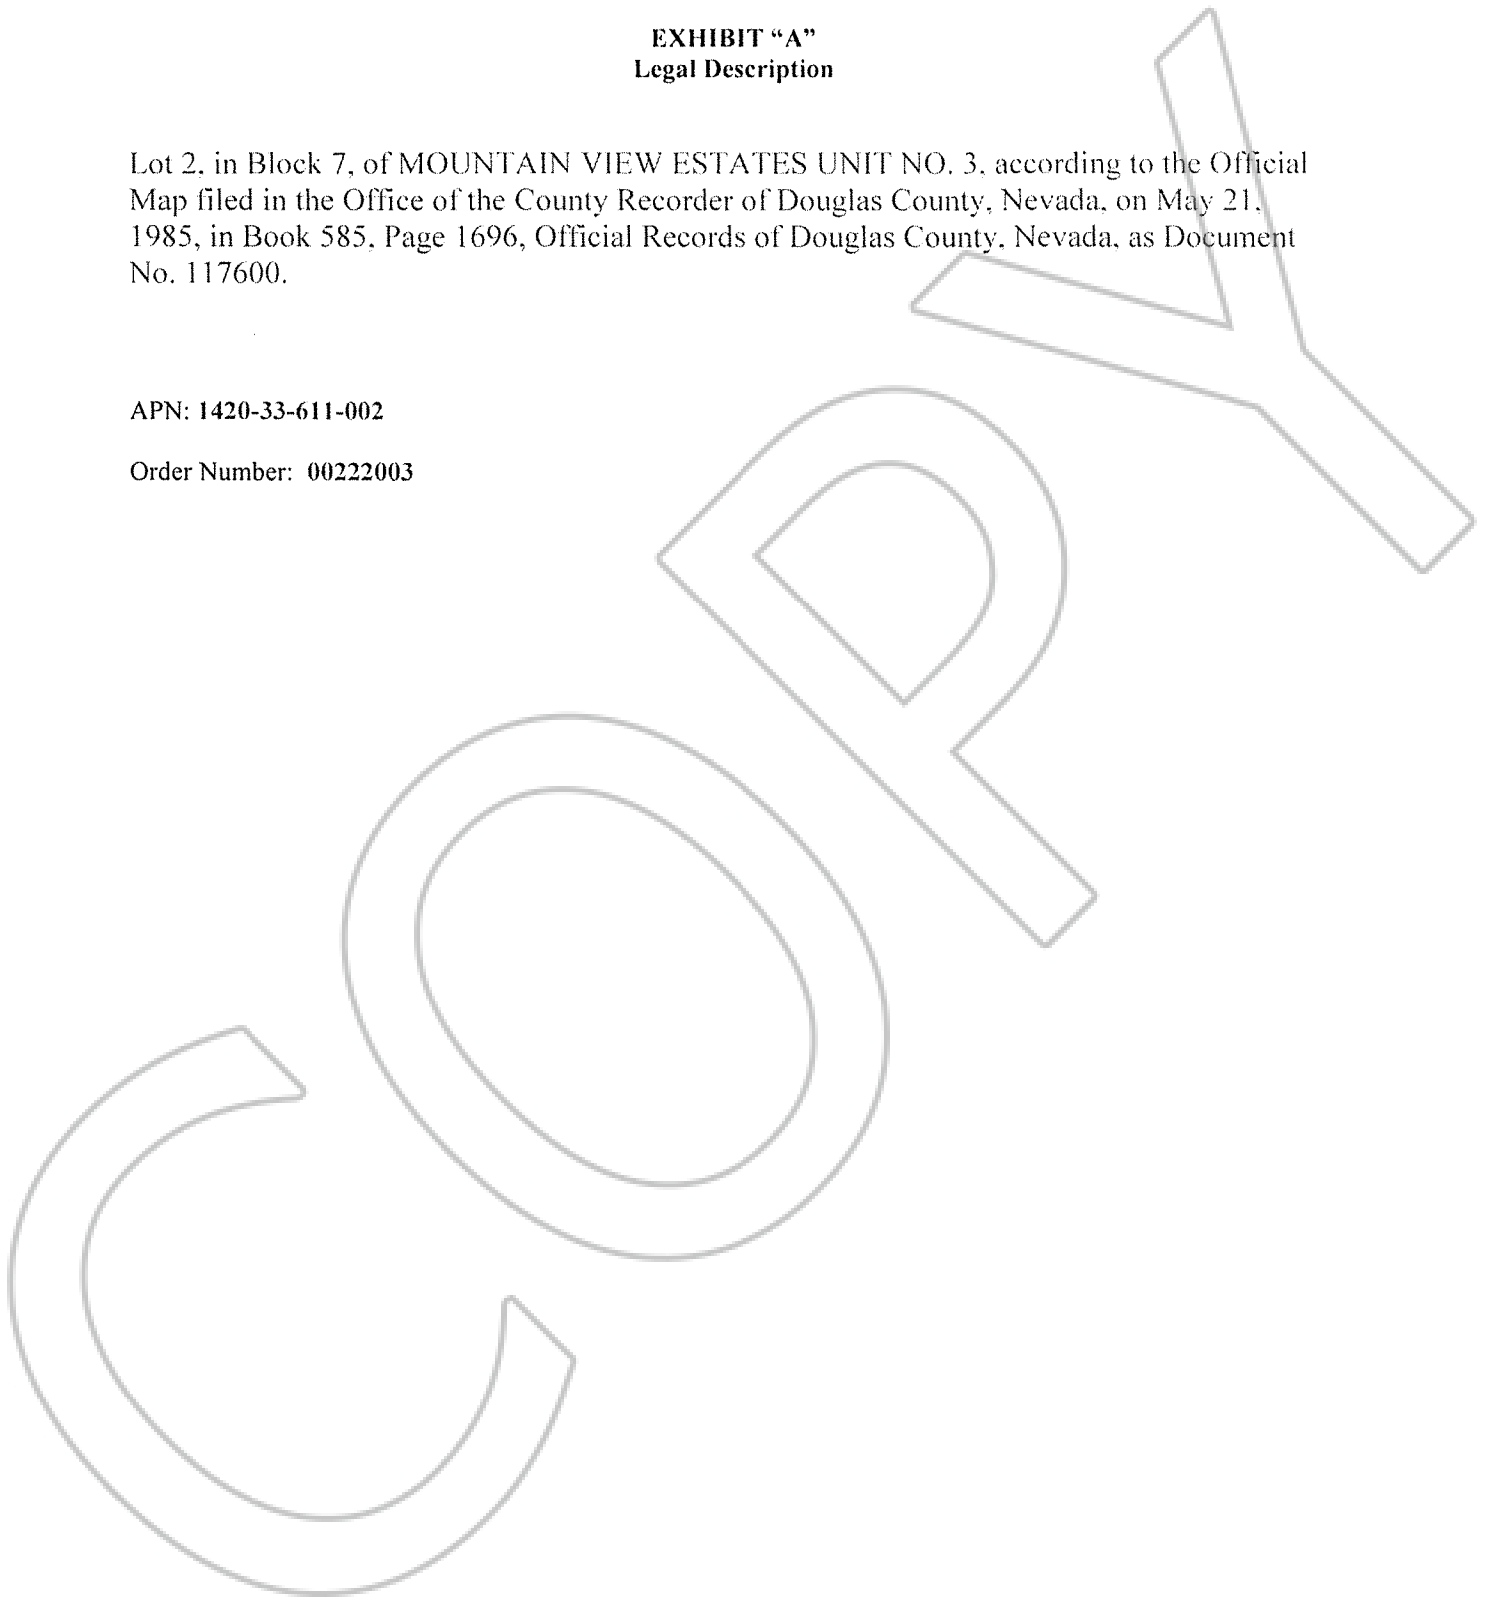 EXHIBIT “A”
Legal Description
Lot 2, in Block 7, of MOUNTAIN VIEW ESTATES UNIT NO. 3, according to the Official
Map filed in the Office of the County Recorder of Douglas County, Nevada, on May 21,
1985, in Book 585, Page 1696, Official Records of Douglas County, Nevada, as Document
No. 117600.
APN: 1420-33-611-002
Order Number: 00222003
COPY